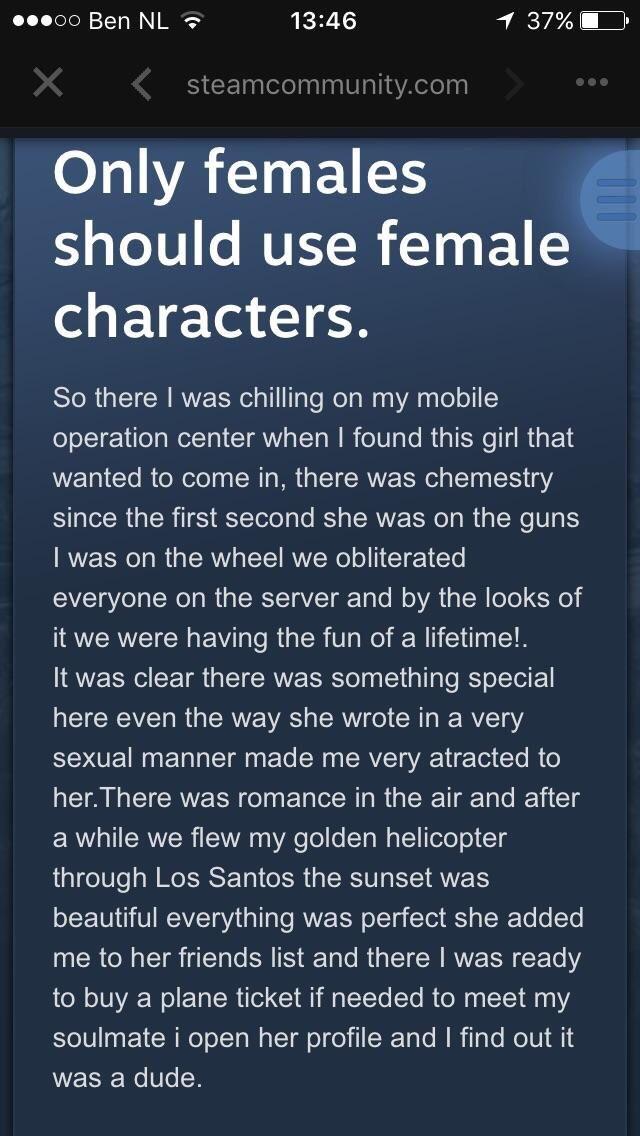 Ben NL 13:46 37%
steamcommunity.com
Only females
should use female
characters.
So there I was chilling on my mobile
operation center when I found this girl that
wanted to come in, there was chemestry
since the first second she was on the guns
I was on the wheel we obliterated
everyone on the server and by the looks of
it we were having the fun of a lifetime!.
It was clear there was something special
here even the way she wrote in a very
sexual manner made me very atracted to
her.There was romance in the air and after
a while we flew my golden helicopter
through Los Santos the sunset was
beautiful everything was perfect she added
me to her friends list and there I was ready
to buy a plane ticket if needed to meet my
soulmate i open her profile and I find out it
was a dude.